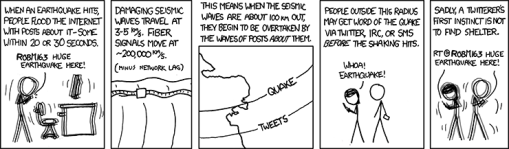 WHEN AN EARTHQUAKE HITS,
PEOPLE FLOOD THE INTERNET
WITH POSTS ABOUT IT—SOME
WITHIN 20 OR 30 SECONDS.
ROBM163 HUGE
EARTHQUAKE HERE!
DAMAGING SEISMIC
WAVES TRAVEL AT
3-5 km/s. FIBER
SIGNALS MOVE AT
~200,000 km/s.
(MINUS NETWORK LAG)
THIS MEANS WHEN THE SEISMIC
WAVES ARE ABOUT 100 KM OUT,
THEY BEGIN TO BE OVERTAKEN BY
THE WAVES OF POSTS ABOUT THEM.
QUAKE
TWEETS
PEOPLE OUTSIDE THIS RADIUS
MAY GET WORD OF THE QUAKE
VIA TWITTER, IRC, OR SMS
BEFORE THE SHAKING HITS.
WHOA!
EARTHQUAKE!
SADLY, A TWITTERER'S
FIRST INSTINCT IS NOT
TO FIND SHELTER.
RT@ROBM163 HUGE
EARTHQUAKE HERE!